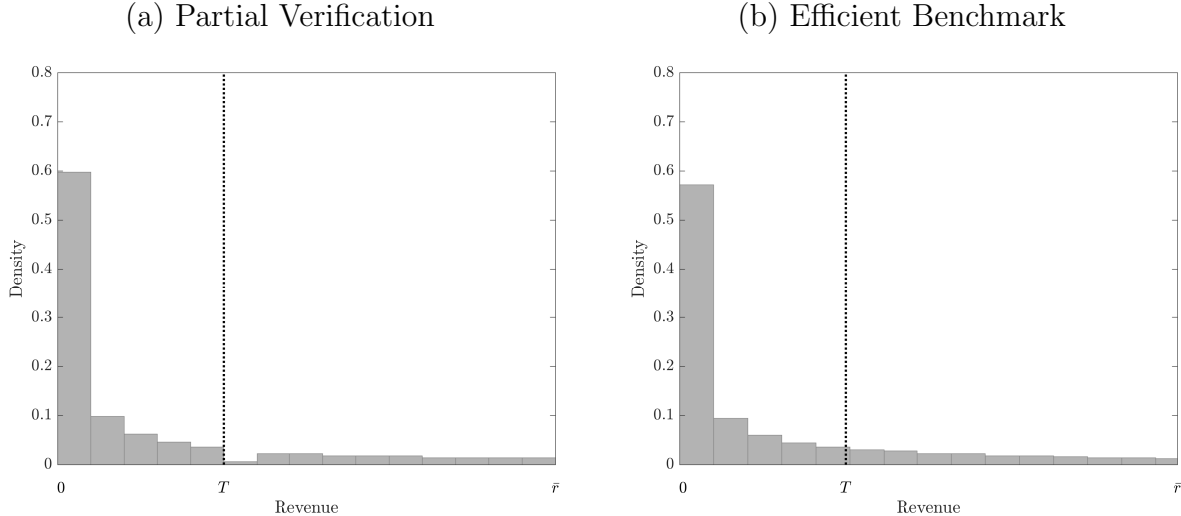 (a) Partial Verification
0.8
0.7
0.6
0.5
0.4
0.3
0.2
0.1
0
Density
0
T
r̄
Revenue
(b) Efficient Benchmark
0.8
0.7
0.6
0.5
0.4
0.3
0.2
0.1
0
Density
0
T
r̄
Revenue